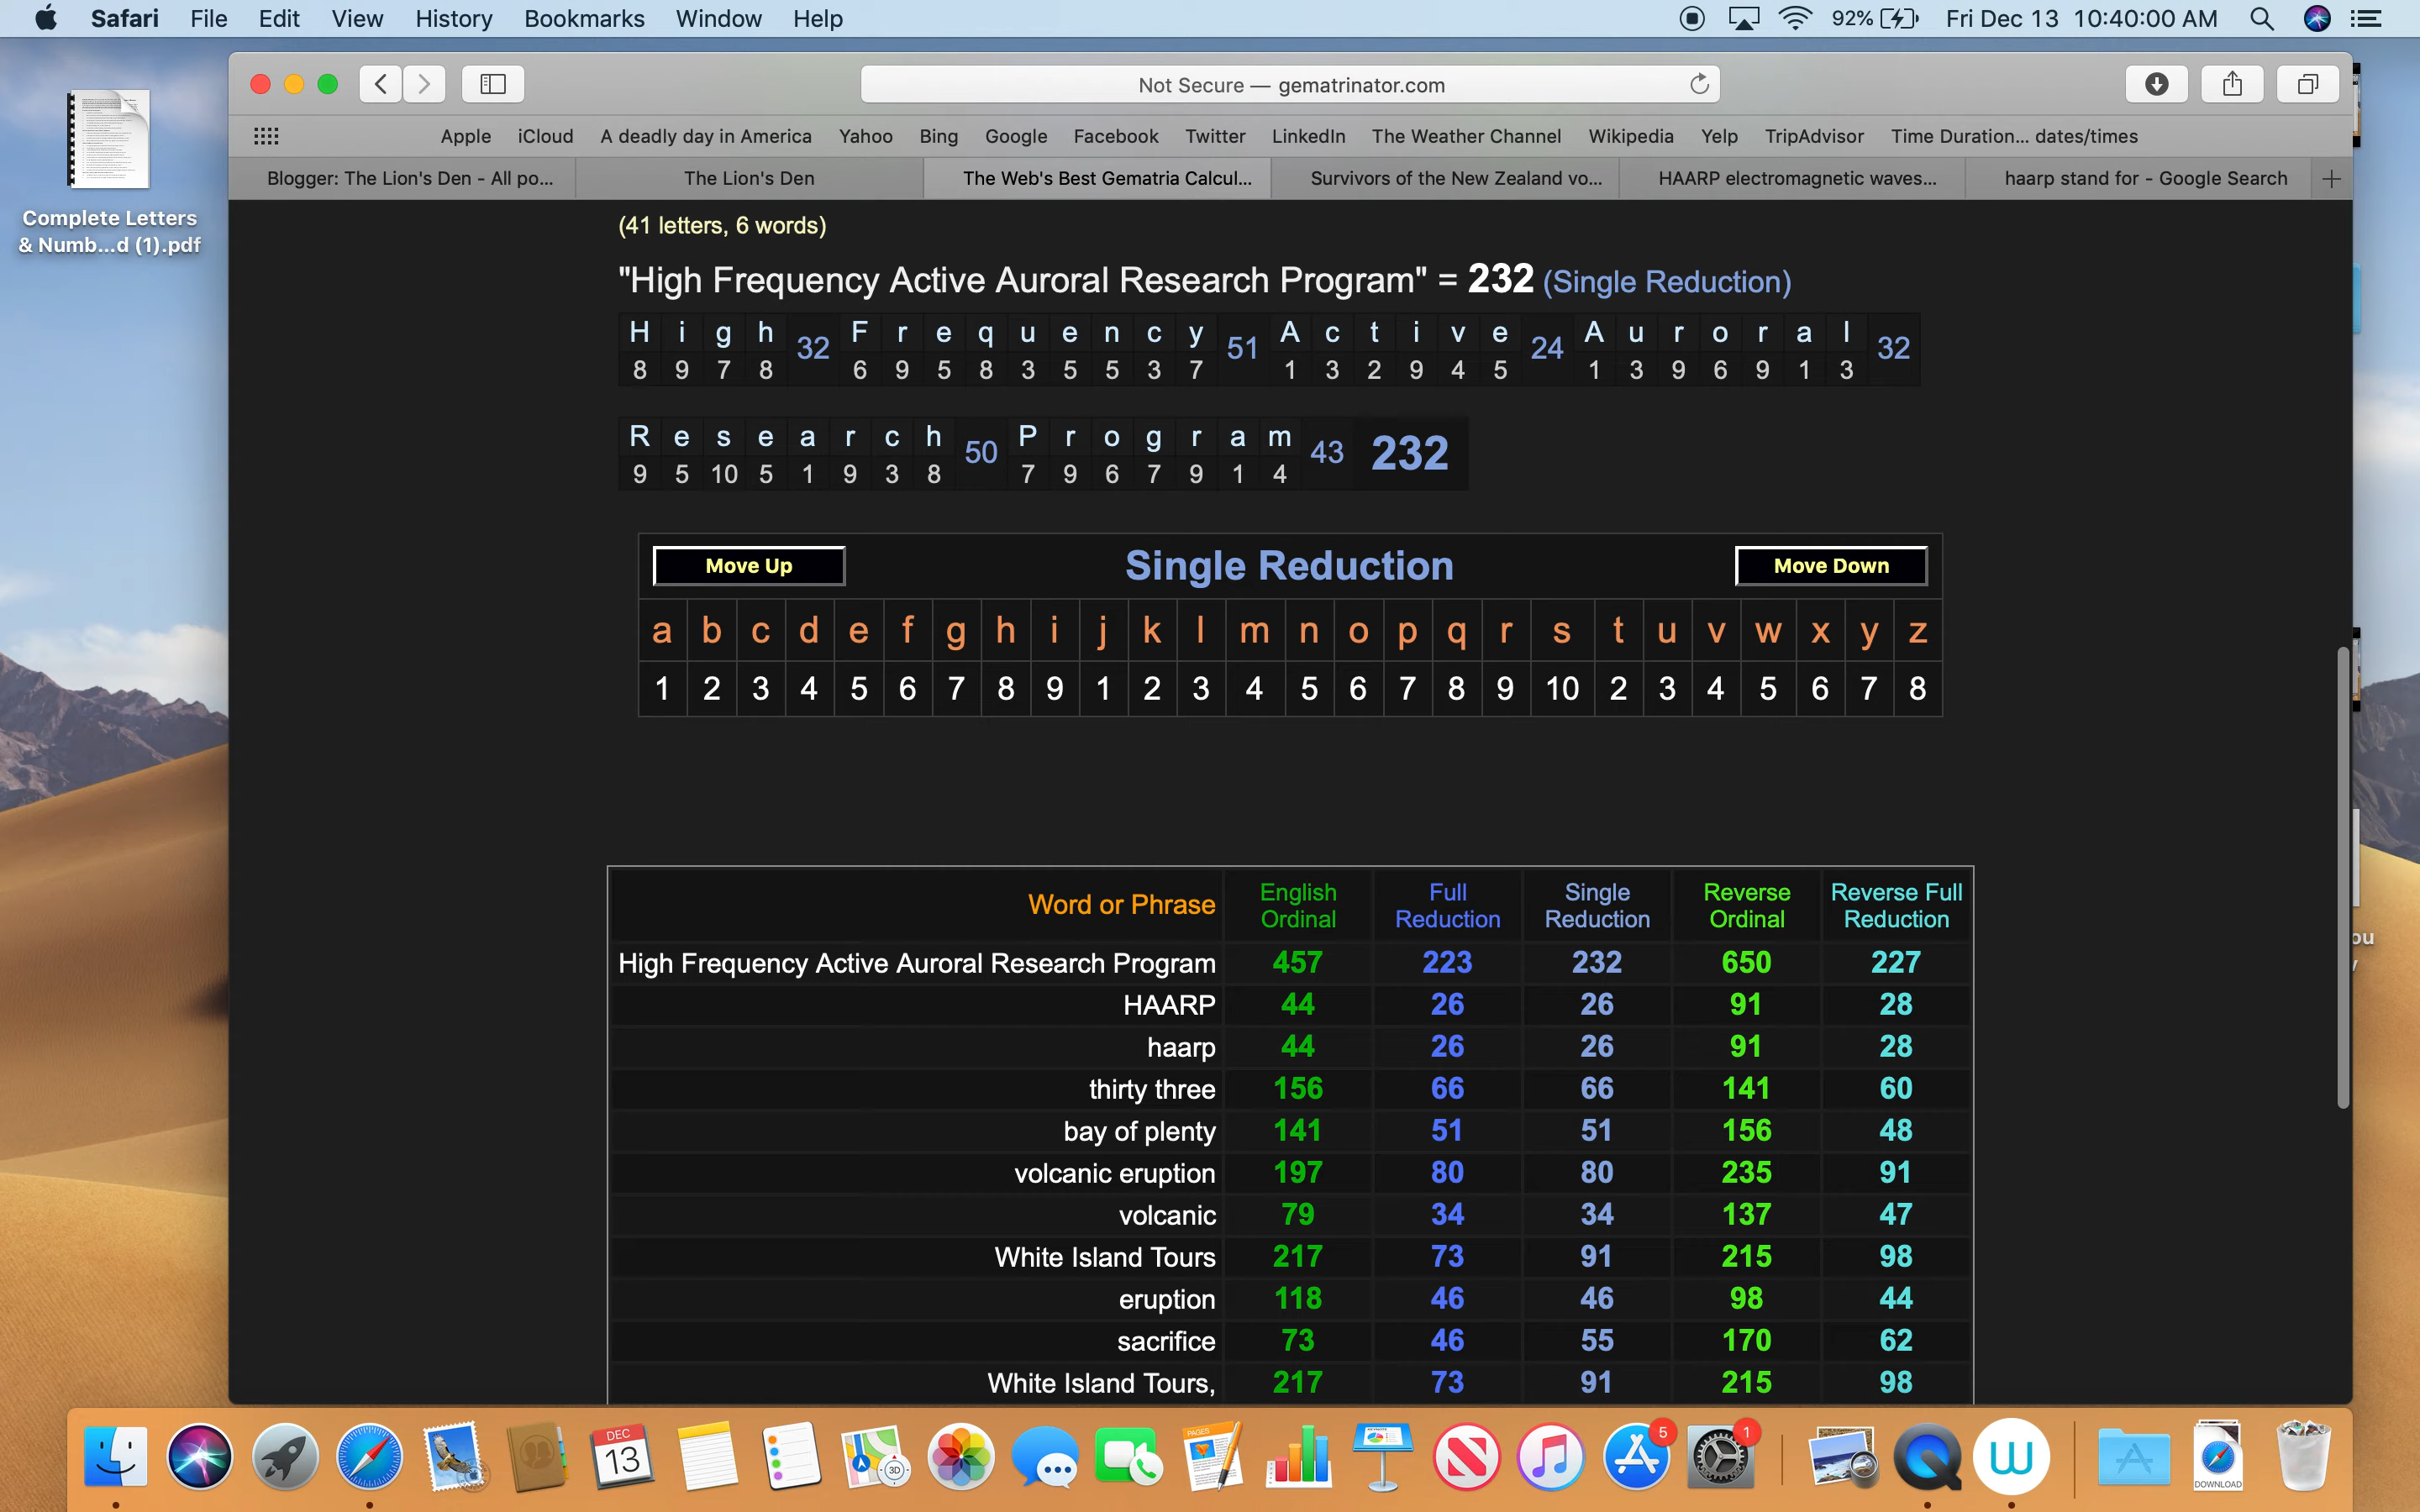 Safari File Edit View History Bookmarks Window Help 92% Fri Dec 13 10:40:00 AM
Not Secure — gematrinator.com
Apple iCloud A deadly day in America Yahoo Bing Google Facebook Twitter LinkedIn The Weather Channel Wikipedia Yelp TripAdvisor Time Duration... dates/times
Blogger: The Lion's Den - All po... The Lion's Den The Web's Best Gematria Calcul... Survivors of the New Zealand vo... HAARP electromagnetic waves... haarp stand for - Google Search
Complete Letters
& Numb...d (1).pdf
(41 letters, 6 words)
"High Frequency Active Auroral Research Program" = 232 (Single Reduction)
H i g h 32 F r e q u e n c y 51 A c t i v e 24 A u r o r a l 32
8 9 7 8 6 9 5 8 3 5 5 3 7 1 3 2 9 4 5 1 3 9 6 9 1 3
R e s e a r c h 50 P r o g r a m 43 232
9 5 10 5 1 9 3 8 7 9 6 7 9 1 4
Move Up Single Reduction Move Down
a b c d e f g h i j k l m n o p q r s t u v w x y z
1 2 3 4 5 6 7 8 9 1 2 3 4 5 6 7 8 9 10 2 3 4 5 6 7 8
Word or Phrase English Ordinal Full Reduction Single Reduction Reverse Ordinal Reverse Full Reduction
High Frequency Active Auroral Research Program 457 223 232 650 227
HAARP 44 26 26 91 28
haarp 44 26 26 91 28
thirty three 156 66 66 141 60
bay of plenty 141 51 51 156 48
volcanic eruption 197 80 80 235 91
volcanic 79 34 34 137 47
White Island Tours 217 73 91 215 98
eruption 118 46 46 98 44
sacrifice 73 46 55 170 62
White Island Tours, 217 73 91 215 98
ou
DEC
13
3D
PAGES
5
1
DOWNLOAD